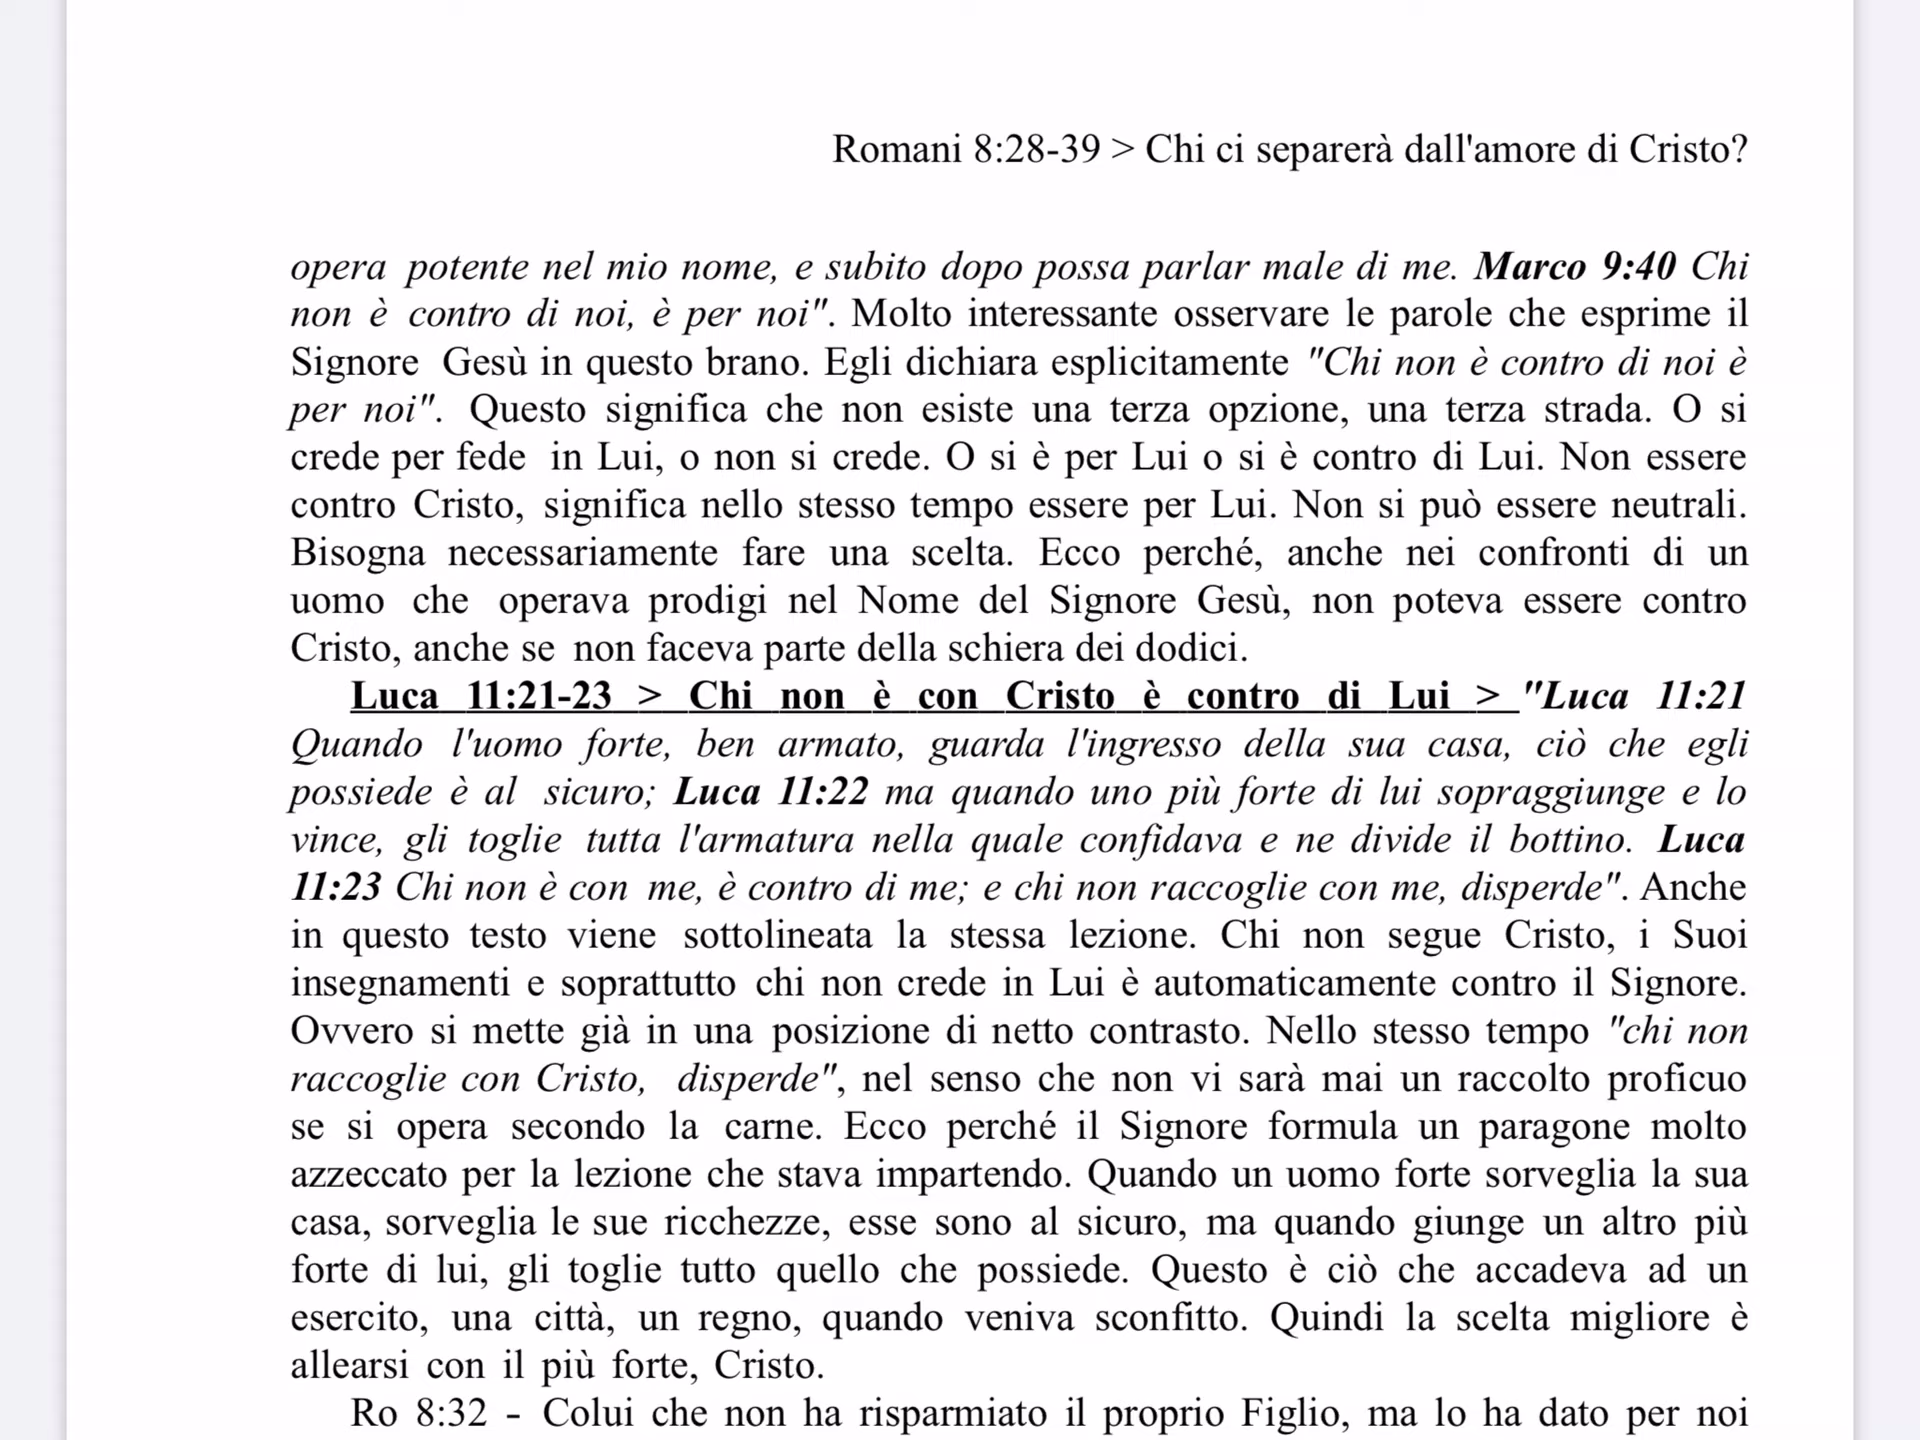 Romani 8:28-39 > Chi ci separerà dall'amore di Cristo?
opera potente nel mio nome, e subito dopo possa parlar male di me. Marco 9:40 Chi
non è contro di noi, è per noi". Molto interessante osservare le parole che esprime il
Signore Gesù in questo brano. Egli dichiara esplicitamente "Chi non è contro di noi è
per noi". Questo significa che non esiste una terza opzione, una terza strada. O si
crede per fede in Lui, o non si crede. O si è per Lui o si è contro di Lui. Non essere
contro Cristo, significa nello stesso tempo essere per Lui. Non si può essere neutrali.
Bisogna necessariamente fare una scelta. Ecco perché, anche nei confronti di un
uomo che operava prodigi nel Nome del Signore Gesù, non poteva essere contro
Cristo, anche se non faceva parte della schiera dei dodici.
Luca 11:21-23 > Chi non è con Cristo è contro di Lui > "Luca 11:21
Quando l'uomo forte, ben armato, guarda l'ingresso della sua casa, ciò che egli
possiede è al sicuro; Luca 11:22 ma quando uno più forte di lui sopraggiunge e lo
vince, gli toglie tutta l'armatura nella quale confidava e ne divide il bottino. Luca
11:23 Chi non è con me, è contro di me; e chi non raccoglie con me, disperde". Anche
in questo testo viene sottolineata la stessa lezione. Chi non segue Cristo, i Suoi
insegnamenti e soprattutto chi non crede in Lui è automaticamente contro il Signore.
Ovvero si mette già in una posizione di netto contrasto. Nello stesso tempo "chi non
raccoglie con Cristo, disperde", nel senso che non vi sarà mai un raccolto proficuo
se si opera secondo la carne. Ecco perché il Signore formula un paragone molto
azzeccato per la lezione che stava impartendo. Quando un uomo forte sorveglia la sua
casa, sorveglia le sue ricchezze, esse sono al sicuro, ma quando giunge un altro più
forte di lui, gli toglie tutto quello che possiede. Questo è ciò che accadeva ad un
esercito, una città, un regno, quando veniva sconfitto. Quindi la scelta migliore è
allearsi con il più forte, Cristo.
Ro 8:32 - Colui che non ha risparmiato il proprio Figlio, ma lo ha dato per noi